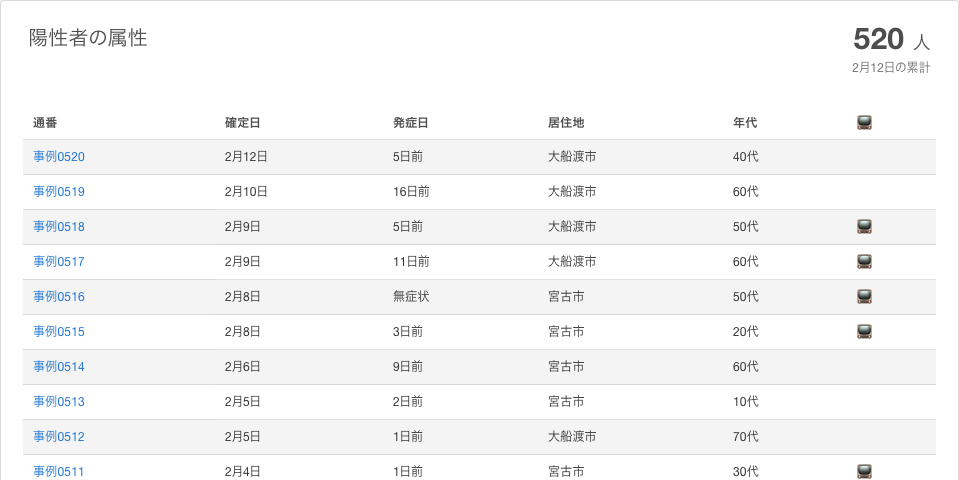 陽性者の属性
520 人
2月12日の累計
通番 確定日 発症日 居住地 年代
事例0520 2月12日 5日前 大船渡市 40代
事例0519 2月10日 16日前 大船渡市 60代
事例0518 2月9日 5日前 大船渡市 50代
事例0517 2月9日 11日前 大船渡市 60代
事例0516 2月8日 無症状 宮古市 50代
事例0515 2月8日 3日前 宮古市 20代
事例0514 2月6日 9日前 宮古市 60代
事例0513 2月5日 2日前 宮古市 10代
事例0512 2月5日 1日前 大船渡市 70代
事例0511 2月4日 1日前 宮古市 30代